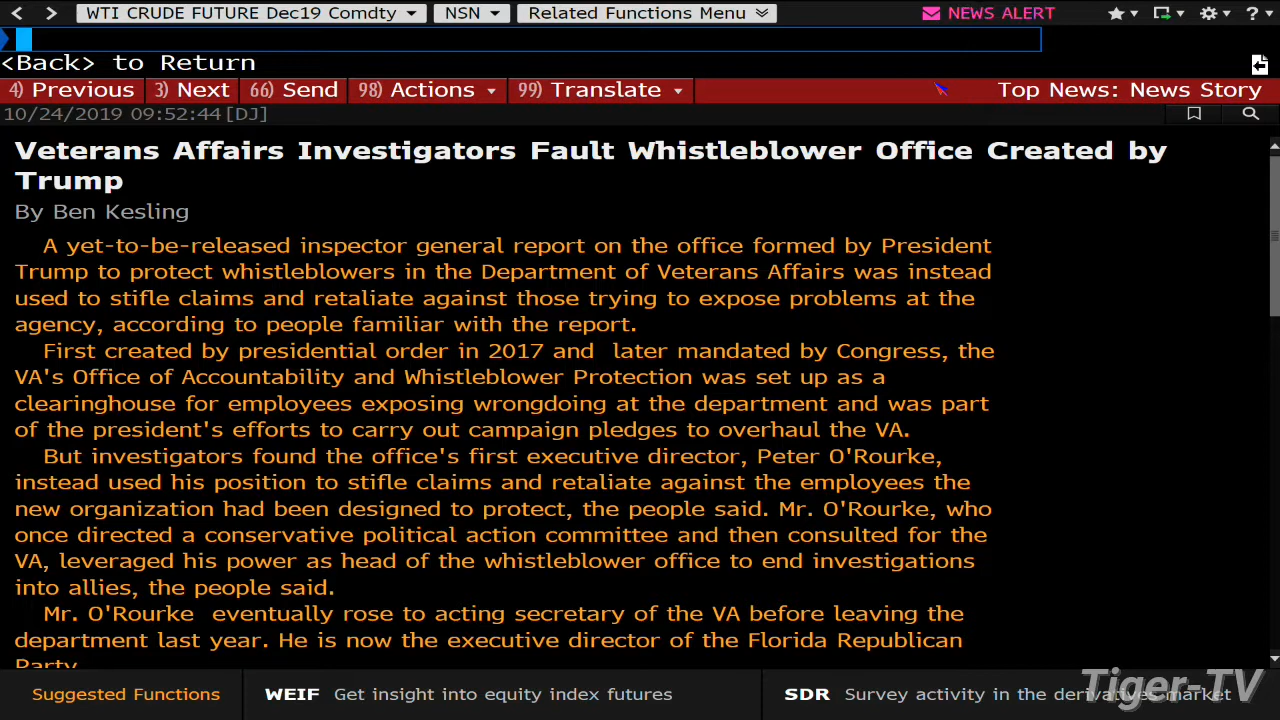 WTI CRUDE FUTURE Dec19 Comdty NSN Related Functions Menu NEWS ALERT
<Back> to Return
4) Previous 3) Next 66) Send 98) Actions 99) Translate Top News: News Story
10/24/2019 09:52:44 [DJ]
Veterans Affairs Investigators Fault Whistleblower Office Created by
Trump
By Ben Kesling
A yet-to-be-released inspector general report on the office formed by President
Trump to protect whistleblowers in the Department of Veterans Affairs was instead
used to stifle claims and retaliate against those trying to expose problems at the
agency, according to people familiar with the report.
First created by presidential order in 2017 and later mandated by Congress, the
VA's Office of Accountability and Whistleblower Protection was set up as a
clearinghouse for employees exposing wrongdoing at the department and was part
of the president's efforts to carry out campaign pledges to overhaul the VA.
But investigators found the office's first executive director, Peter O'Rourke,
instead used his position to stifle claims and retaliate against the employees the
new organization had been designed to protect, the people said. Mr. O'Rourke, who
once directed a conservative political action committee and then consulted for the
VA, leveraged his power as head of the whistleblower office to end investigations
into allies, the people said.
Mr. O'Rourke eventually rose to acting secretary of the VA before leaving the
department last year. He is now the executive director of the Florida Republican
Party.
Suggested Functions WEIF Get insight into equity index futures SDR Survey activity in the derivatives market
Tiger-TV